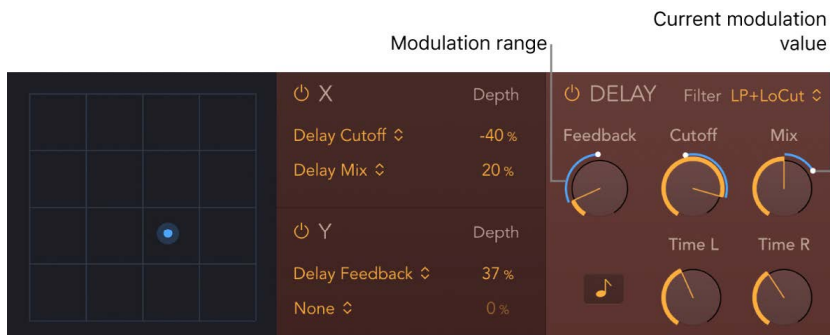 Current modulation
value
Modulation range
X Depth
Delay Cutoff -40 %
Delay Mix 20 %
Y Depth
Delay Feedback 37 %
None 0 %
DELAY Filter LP+LoCut
Feedback Cutoff Mix
Time L Time R